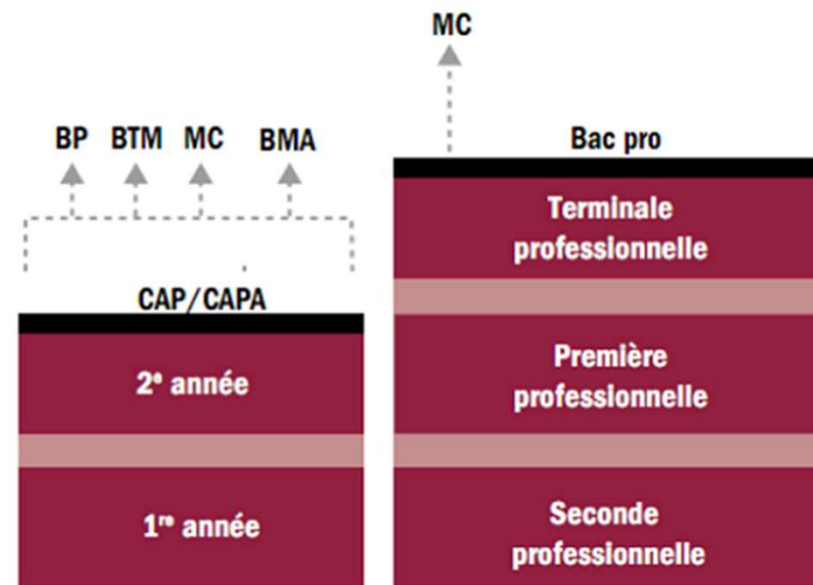 MC
BP BTM MC BMA
Bac pro
Terminale
professionnelle
CAP/CAPA
2e année
Première
professionnelle
1re année
Seconde
professionnelle